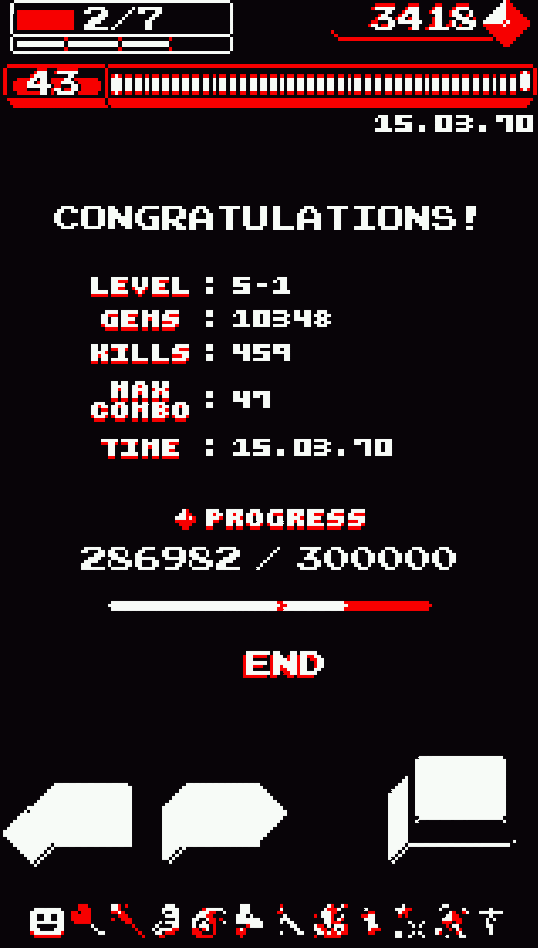 2/7
3418
43
15.03.70
CONGRATULATIONS!
LEVEL : 5-1
GEMS : 10348
KILLS : 459
MAX COMBO : 47
TIME : 15.03.70
PROGRESS
286982 / 300000
END